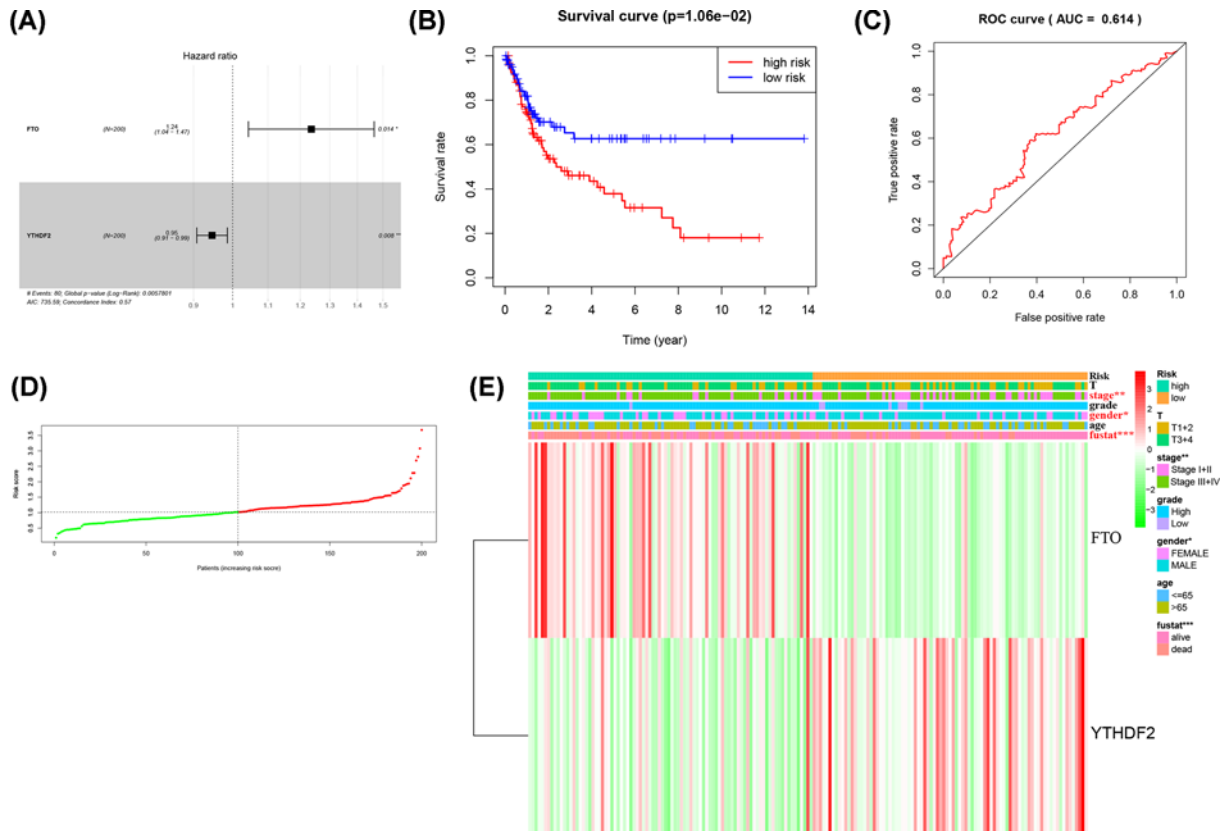 (A)
Hazard ratio
FTO (N=200) 1.24 (1.04 – 1.47) 0.014 *
YTHDF2 (N=200) 0.95 (0.91 – 0.99) 0.008 **
# Events: 80; Global p-value (Log-Rank): 0.0057801
AIC: 735.59; Concordance Index: 0.57
0.9 1 1.1 1.2 1.3 1.4 1.5
(B)
Survival curve (p=1.06e−02)
high risk
low risk
Survival rate
1.0
0.8
0.6
0.4
0.2
0.0
0 2 4 6 8 10 12 14
Time (year)
(C)
ROC curve ( AUC = 0.614 )
True positive rate
1.0
0.8
0.6
0.4
0.2
0.0
0.0 0.2 0.4 0.6 0.8 1.0
False positive rate
(D)
Risk score
3.5
2.5
1.5
1.0
0.5
0 50 100 150 200
Patients (increasing risk socre)
(E)
Risk
T
stage**
grade
gender*
age
fustat***
FTO
YTHDF2
3
2
1
0
−1
−2
−3
Risk
high
low
T
T1+2
T3+4
stage**
Stage I+II
Stage III+IV
grade
High
Low
gender*
FEMALE
MALE
age
<=65
>65
fustat***
alive
dead